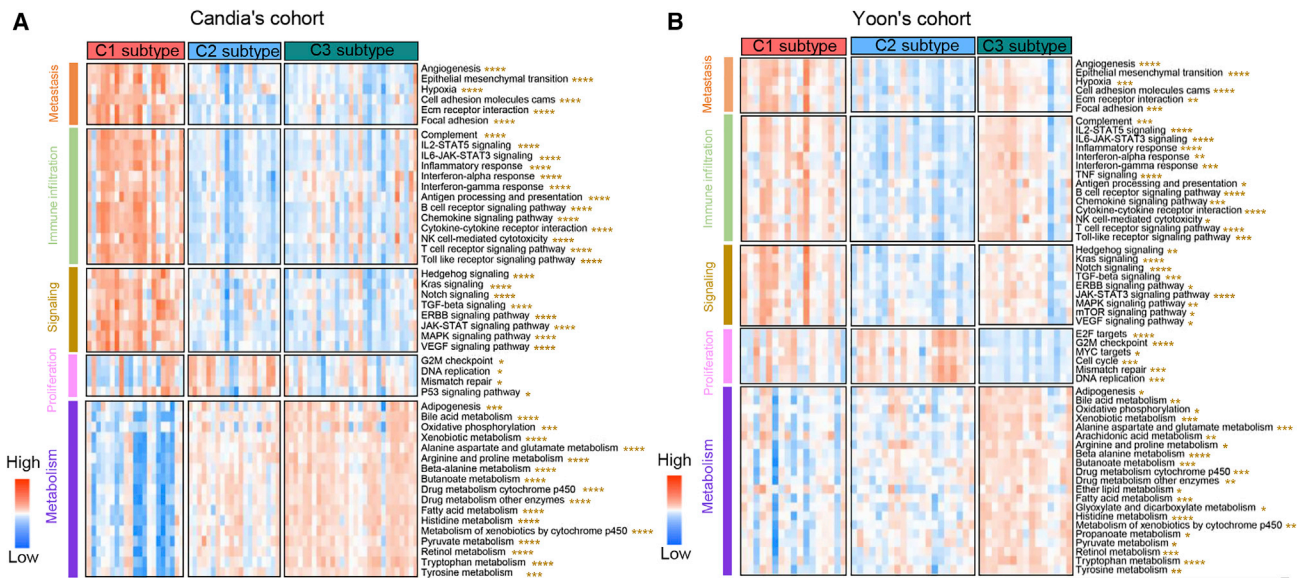 A
Candia's cohort
C1 subtype
C2 subtype
C3 subtype
Metastasis
Angiogenesis ****
Epithelial mesenchymal transition ****
Hypoxia ****
Cell adhesion molecules cams ****
Ecm receptor interaction ****
Focal adhesion ****
Immune infiltration
Complement ****
IL2-STAT5 signaling ****
IL6-JAK-STAT3 signaling ****
Inflammatory response ****
Interferon-alpha response ****
Interferon-gamma response ****
Antigen processing and presentation ****
B cell receptor signaling pathway ****
Chemokine signaling pathway ****
Cytokine-cytokine receptor interaction ****
NK cell-mediated cytotoxicity ****
T cell receptor signaling pathway ****
Toll like receptor signaling pathway ****
Signaling
Hedgehog signaling ****
Kras signaling ****
Notch signaling ****
TGF-beta signaling ****
ERBB signaling pathway ****
JAK-STAT signaling pathway ****
MAPK signaling pathway ****
VEGF signaling pathway ****
Proliferation
G2M checkpoint *
DNA replication *
Mismatch repair *
P53 signaling pathway *
Metabolism
Adipogenesis ***
Bile acid metabolism ****
Oxidative phosphorylation ***
Xenobiotic metabolism ****
Alanine aspartate and glutamate metabolism ****
Arginine and proline metabolism ****
Beta-alanine metabolism ****
Butanoate metabolism ****
Drug metabolism cytochrome p450 ****
Drug metabolism other enzymes ****
Fatty acid metabolism ****
Histidine metabolism ****
Metabolism of xenobiotics by cytochrome p450 ****
Pyruvate metabolism ****
Retinol metabolism ****
Tryptophan metabolism ****
Tyrosine metabolism ***
High
Low
B
Yoon's cohort
C1 subtype
C2 subtype
C3 subtype
Metastasis
Angiogenesis ****
Epithelial mesenchymal transition ****
Hypoxia ***
Cell adhesion molecules cams ****
Ecm receptor interaction **
Focal adhesion ***
Immune infiltration
Complement ***
IL2-STAT5 signaling ****
IL6-JAK-STAT3 signaling ****
Inflammatory response ****
Interferon-alpha response **
Interferon-gamma response ***
TNF signaling ****
Antigen processing and presentation *
B cell receptor signaling pathway ****
Chemokine signaling pathway ***
Cytokine-cytokine receptor interaction ****
NK cell-mediated cytotoxicity *
T cell receptor signaling pathway ****
Toll-like receptor signaling pathway ***
Signaling
Hedgehog signaling **
Kras signaling ****
Notch signaling ****
TGF-beta signaling ***
ERBB signaling pathway *
JAK-STAT3 signaling pathway ****
MAPK signaling pathway **
mTOR signaling pathway *
VEGF signaling pathway *
Proliferation
E2F targets ****
G2M checkpoint ****
MYC targets *
Cell cycle ***
Mismatch repair ***
DNA replication ***
Metabolism
Adipogenesis *
Bile acid metabolism **
Oxidative phosphorylation *
Xenobiotic metabolism ***
Alanine aspartate and glutamate metabolism ***
Arachidonic acid metabolism **
Arginine and proline metabolism *
Beta alanine metabolism ****
Butanoate metabolism ***
Drug metabolism cytochrome p450 ***
Drug metabolism other enzymes **
Ether lipid metabolism *
Fatty acid metabolism ***
Glyoxylate and dicarboxylate metabolism *
Histidine metabolism ****
Metabolism of xenobiotics by cytochrome p450 **
Propanoate metabolism *
Pyruvate metabolism *
Retinol metabolism ***
Tryptophan metabolism ****
Tyrosine metabolism **
High
Low